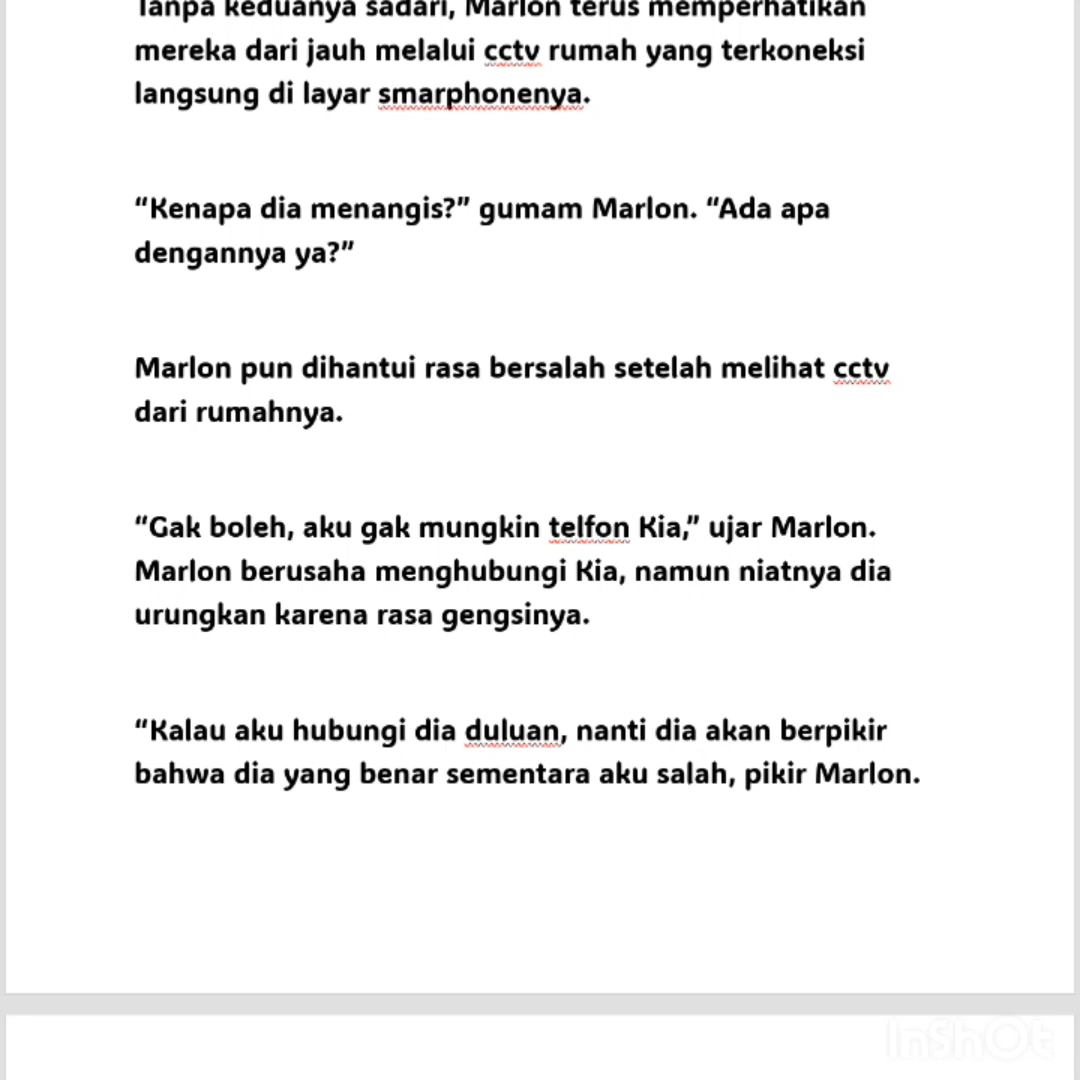 Tanpa keduanya sadari, Marlon terus memperhatikan
mereka dari jauh melalui cctv rumah yang terkoneksi
langsung di layar smarphonenya.
“Kenapa dia menangis?” gumam Marlon. “Ada apa
dengannya ya?”
Marlon pun dihantui rasa bersalah setelah melihat cctv
dari rumahnya.
“Gak boleh, aku gak mungkin telfon Kia,” ujar Marlon.
Marlon berusaha menghubungi Kia, namun niatnya dia
urungkan karena rasa gengsinya.
“Kalau aku hubungi dia duluan, nanti dia akan berpikir
bahwa dia yang benar sementara aku salah, pikir Marlon.
InShOt